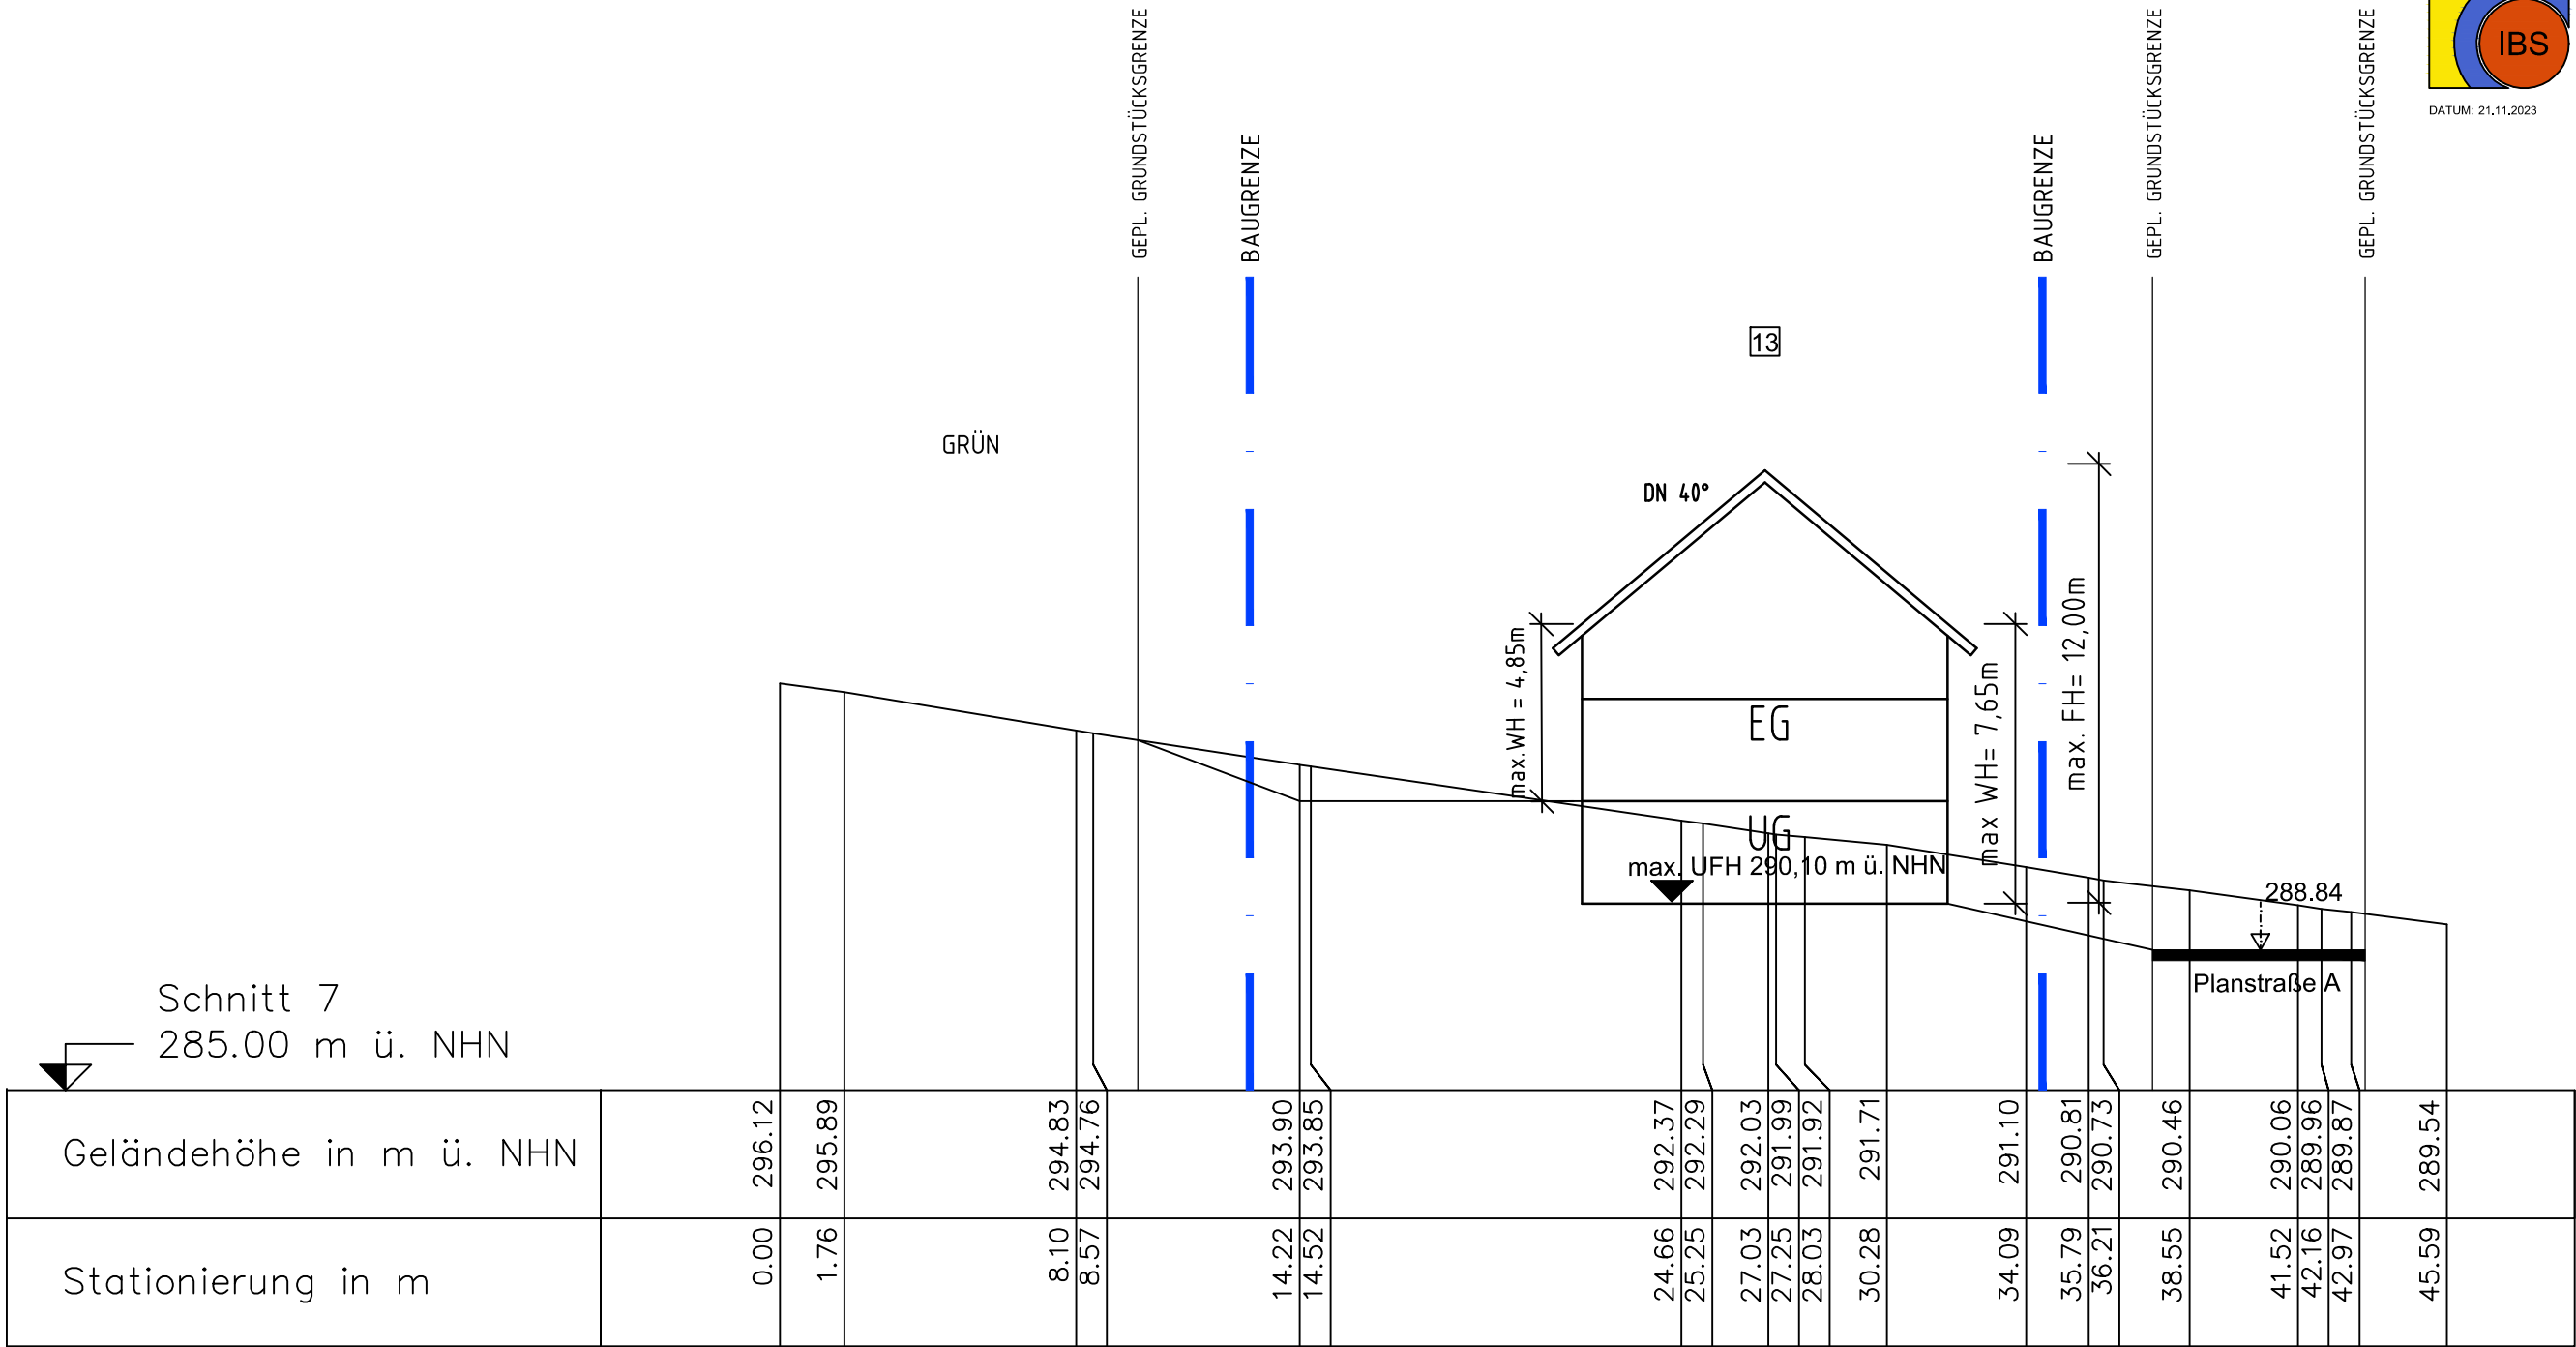 GEPL. GRUNDSTÜCKSGRENZE
BAUGRENZE
BAUGRENZE
GEPL. GRUNDSTÜCKSGRENZE
GEPL. GRUNDSTÜCKSGRENZE
IBS
DATUM: 21.11.2023
13
GRÜN
DN 40°
max.WH = 4,85m
max WH= 7,65m
max. FH= 12,00m
EG
UG
max. UFH 290,10 m ü. NHN
288.84
Planstraße A
Schnitt 7
285.00 m ü. NHN
Geländehöhe in m ü. NHN
296.12
295.89
294.83
294.76
293.90
293.85
292.37
292.29
292.03
291.99
291.92
291.71
291.10
290.81
290.73
290.46
290.06
289.96
289.87
289.54
Stationierung in m
0.00
1.76
8.10
8.57
14.22
14.52
24.66
25.25
27.03
27.25
28.03
30.28
34.09
35.79
36.21
38.55
41.52
42.16
42.97
45.59